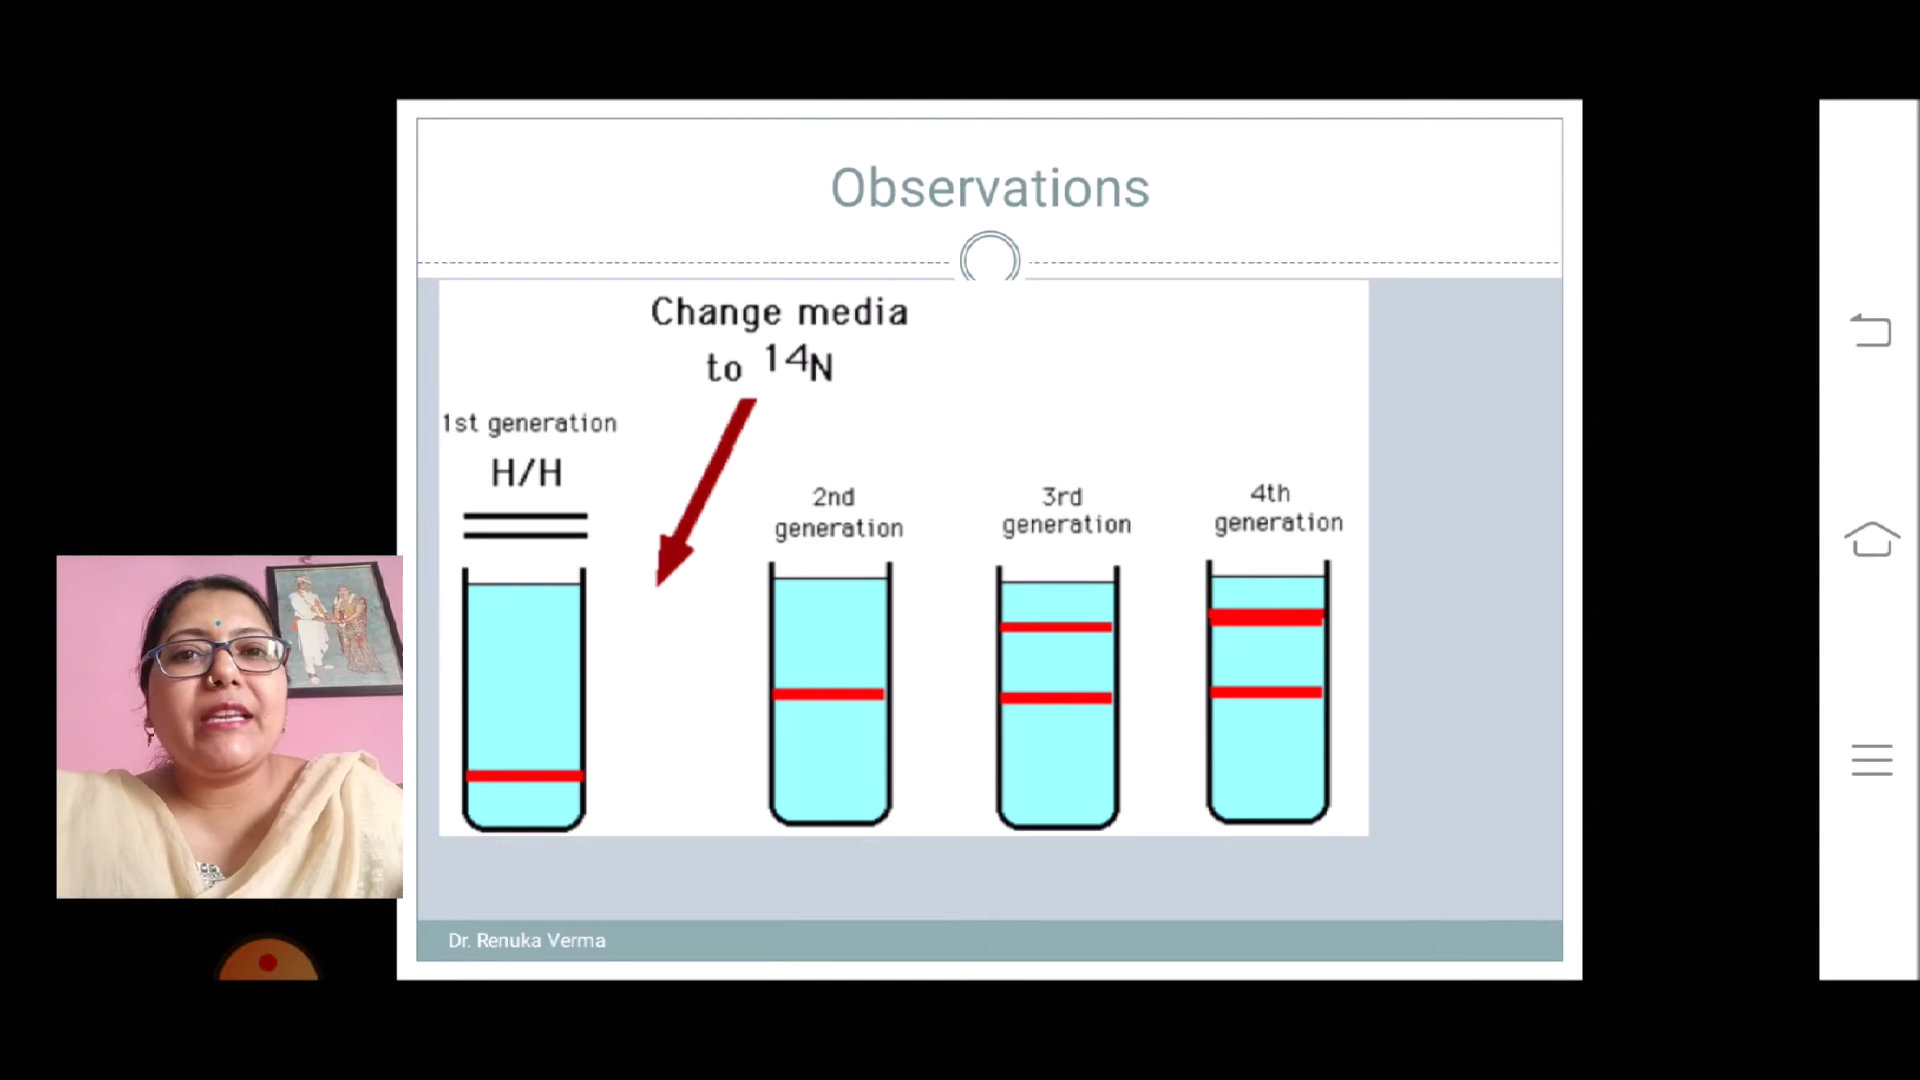 Observations
Change media
to ¹⁴N
1st generation
H/H
2nd
generation
3rd
generation
4th
generation
Dr. Renuka Verma